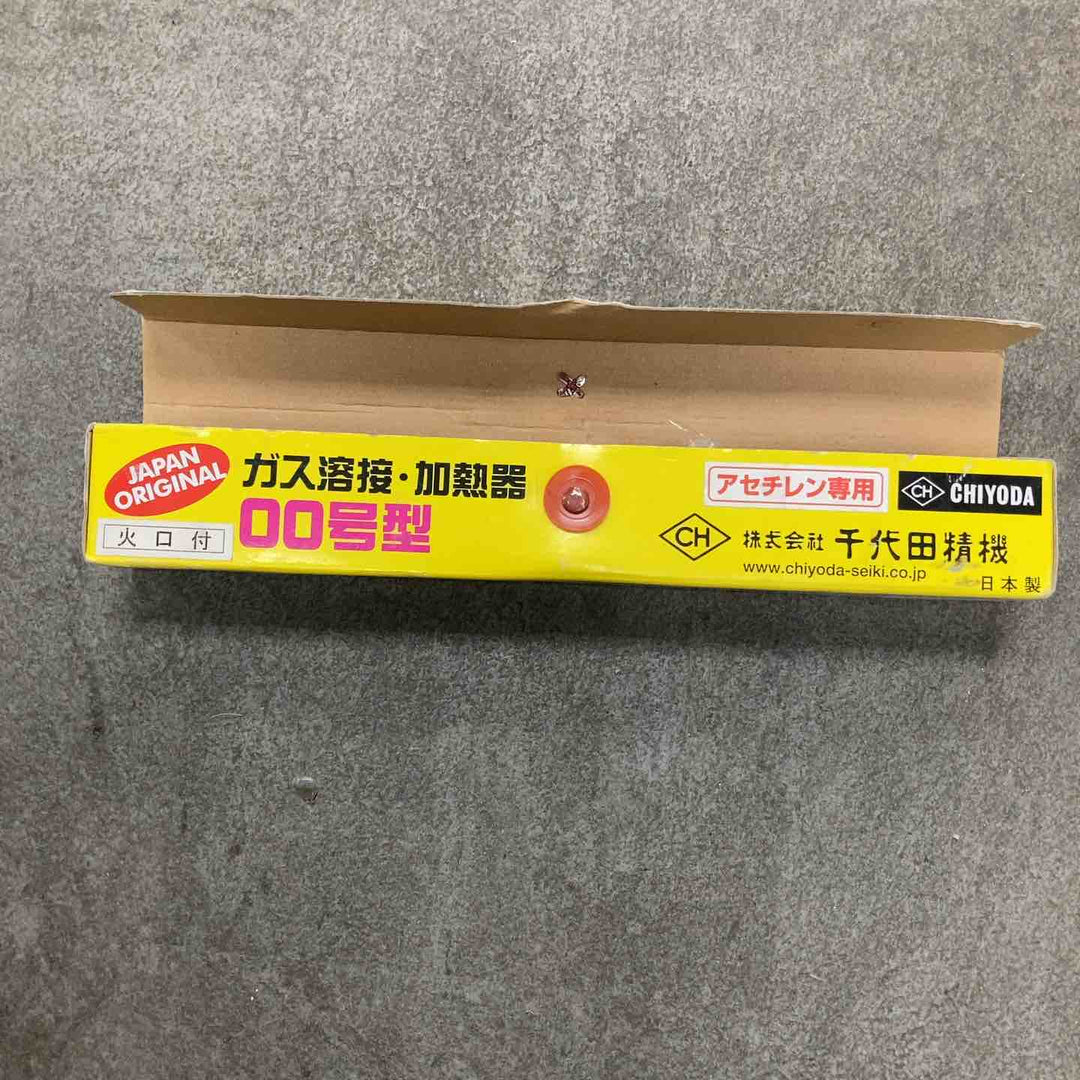 JAPAN
ORIGINAL
ガス溶接・加熱器
00号型
火口付
アセチレン専用
CH CHIYODA
CH 株式会社 千代田精機
www.chiyoda-seiki.co.jp
日本製